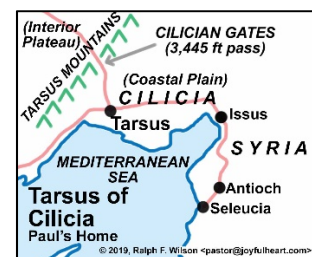 (Interior
Plateau)
TARSUS MOUNTAINS
CILICIAN GATES
(3,445 ft pass)
(Coastal Plain)
CILICIA
Tarsus
Issus
SYRIA
MEDITERRANEAN
SEA
Antioch
Seleucia
Tarsus of
Cilicia
Paul's Home
© 2019, Ralph F. Wilson <pastor@joyfulheart.com>